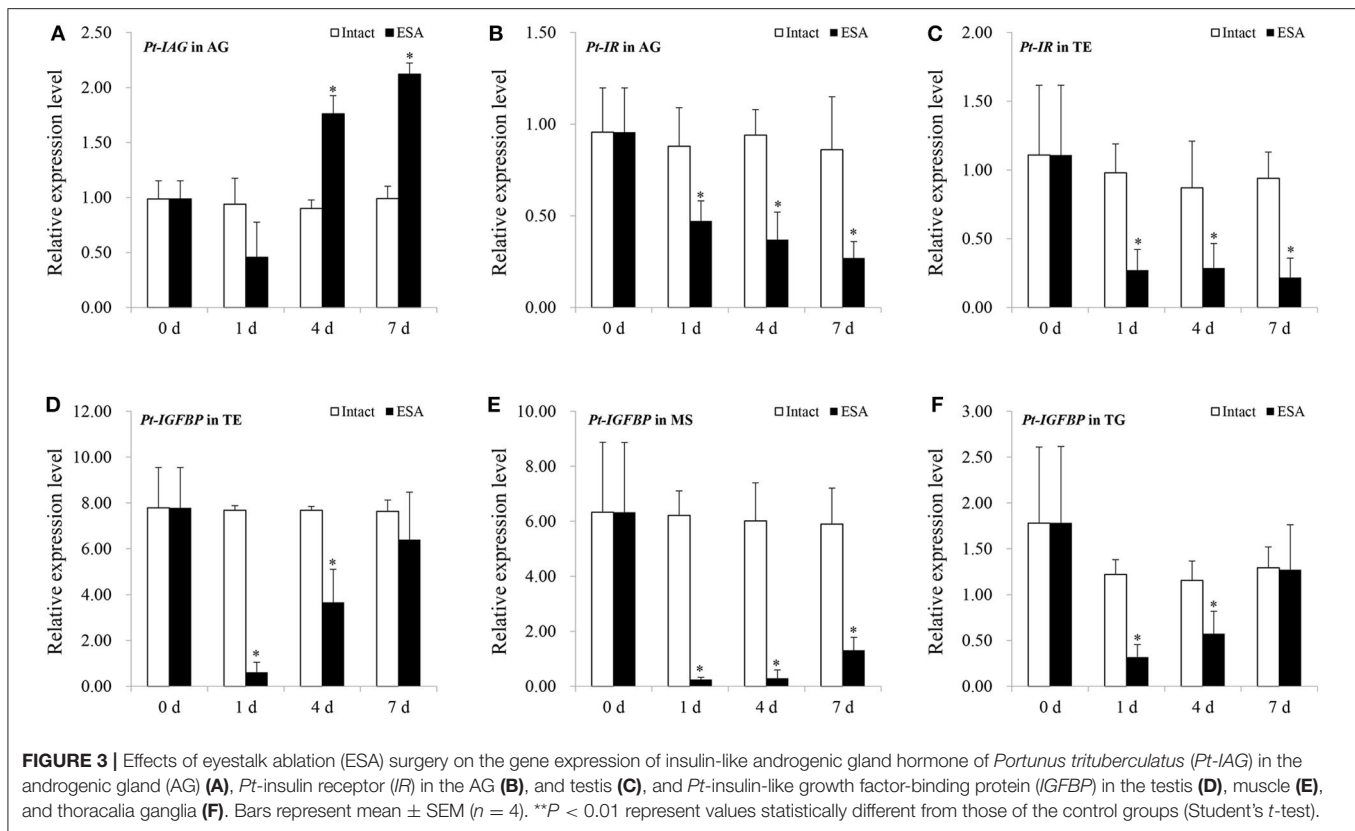 A
Pt-IAG in AG
Intact
ESA
Relative expression level
2.50
2.00
1.50
1.00
0.50
0.00
*
*
0 d
1 d
4 d
7 d
B
Pt-IR in AG
Intact
ESA
Relative expression level
1.50
1.00
0.50
0.00
*
*
*
0 d
1 d
4 d
7 d
C
Pt-IR in TE
Intact
ESA
Relative expression level
2.00
1.50
1.00
0.50
0.00
*
*
*
0 d
1 d
4 d
7 d
D
Pt-IGFBP in TE
Intact
ESA
Relative expression level
12.00
10.00
8.00
6.00
4.00
2.00
0.00
*
*
0 d
1 d
4 d
7 d
E
Pt-IGFBP in MS
Intact
ESA
Relative expression level
10.00
8.00
6.00
4.00
2.00
0.00
*
*
*
0 d
1 d
4 d
7 d
F
Pt-IGFBP in TG
Intact
ESA
Relative expression level
3.00
2.50
2.00
1.50
1.00
0.50
0.00
*
*
0 d
1 d
4 d
7 d
FIGURE 3 | Effects of eyestalk ablation (ESA) surgery on the gene expression of insulin-like androgenic gland hormone of Portunus trituberculatus (Pt-IAG) in the
androgenic gland (AG) (A), Pt-insulin receptor (IR) in the AG (B), and testis (C), and Pt-insulin-like growth factor-binding protein (IGFBP) in the testis (D), muscle (E),
and thoracalia ganglia (F). Bars represent mean ± SEM (n = 4). **P < 0.01 represent values statistically different from those of the control groups (Student's t-test).